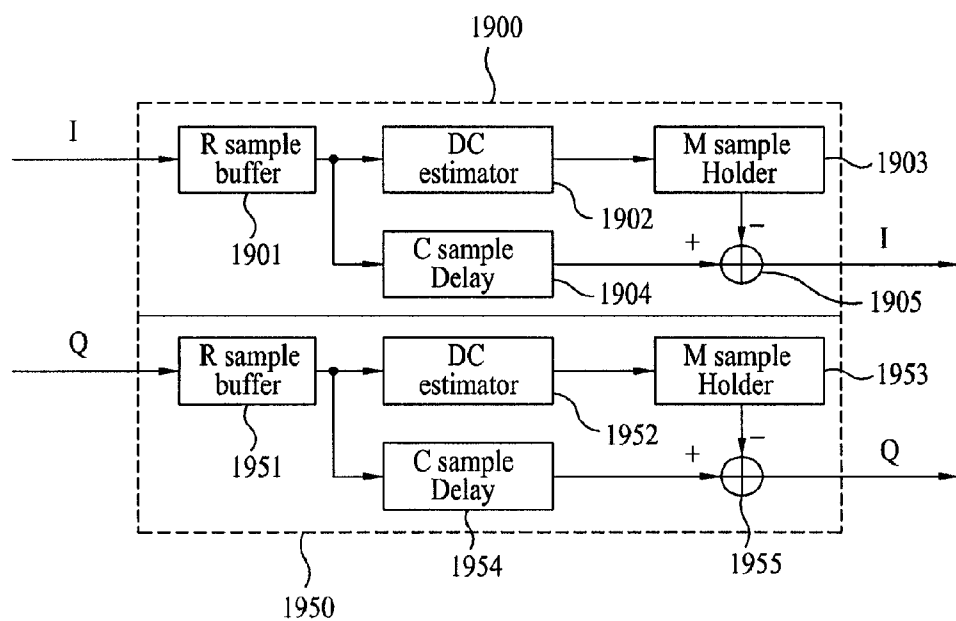 1900
I
R sample
buffer
DC
estimator
M sample
Holder
1903
1901
1902
−
+
I
C sample
Delay
1904
1905
Q
R sample
buffer
DC
estimator
M sample
Holder
1953
1951
1952
−
+
Q
C sample
Delay
1954
1955
1950